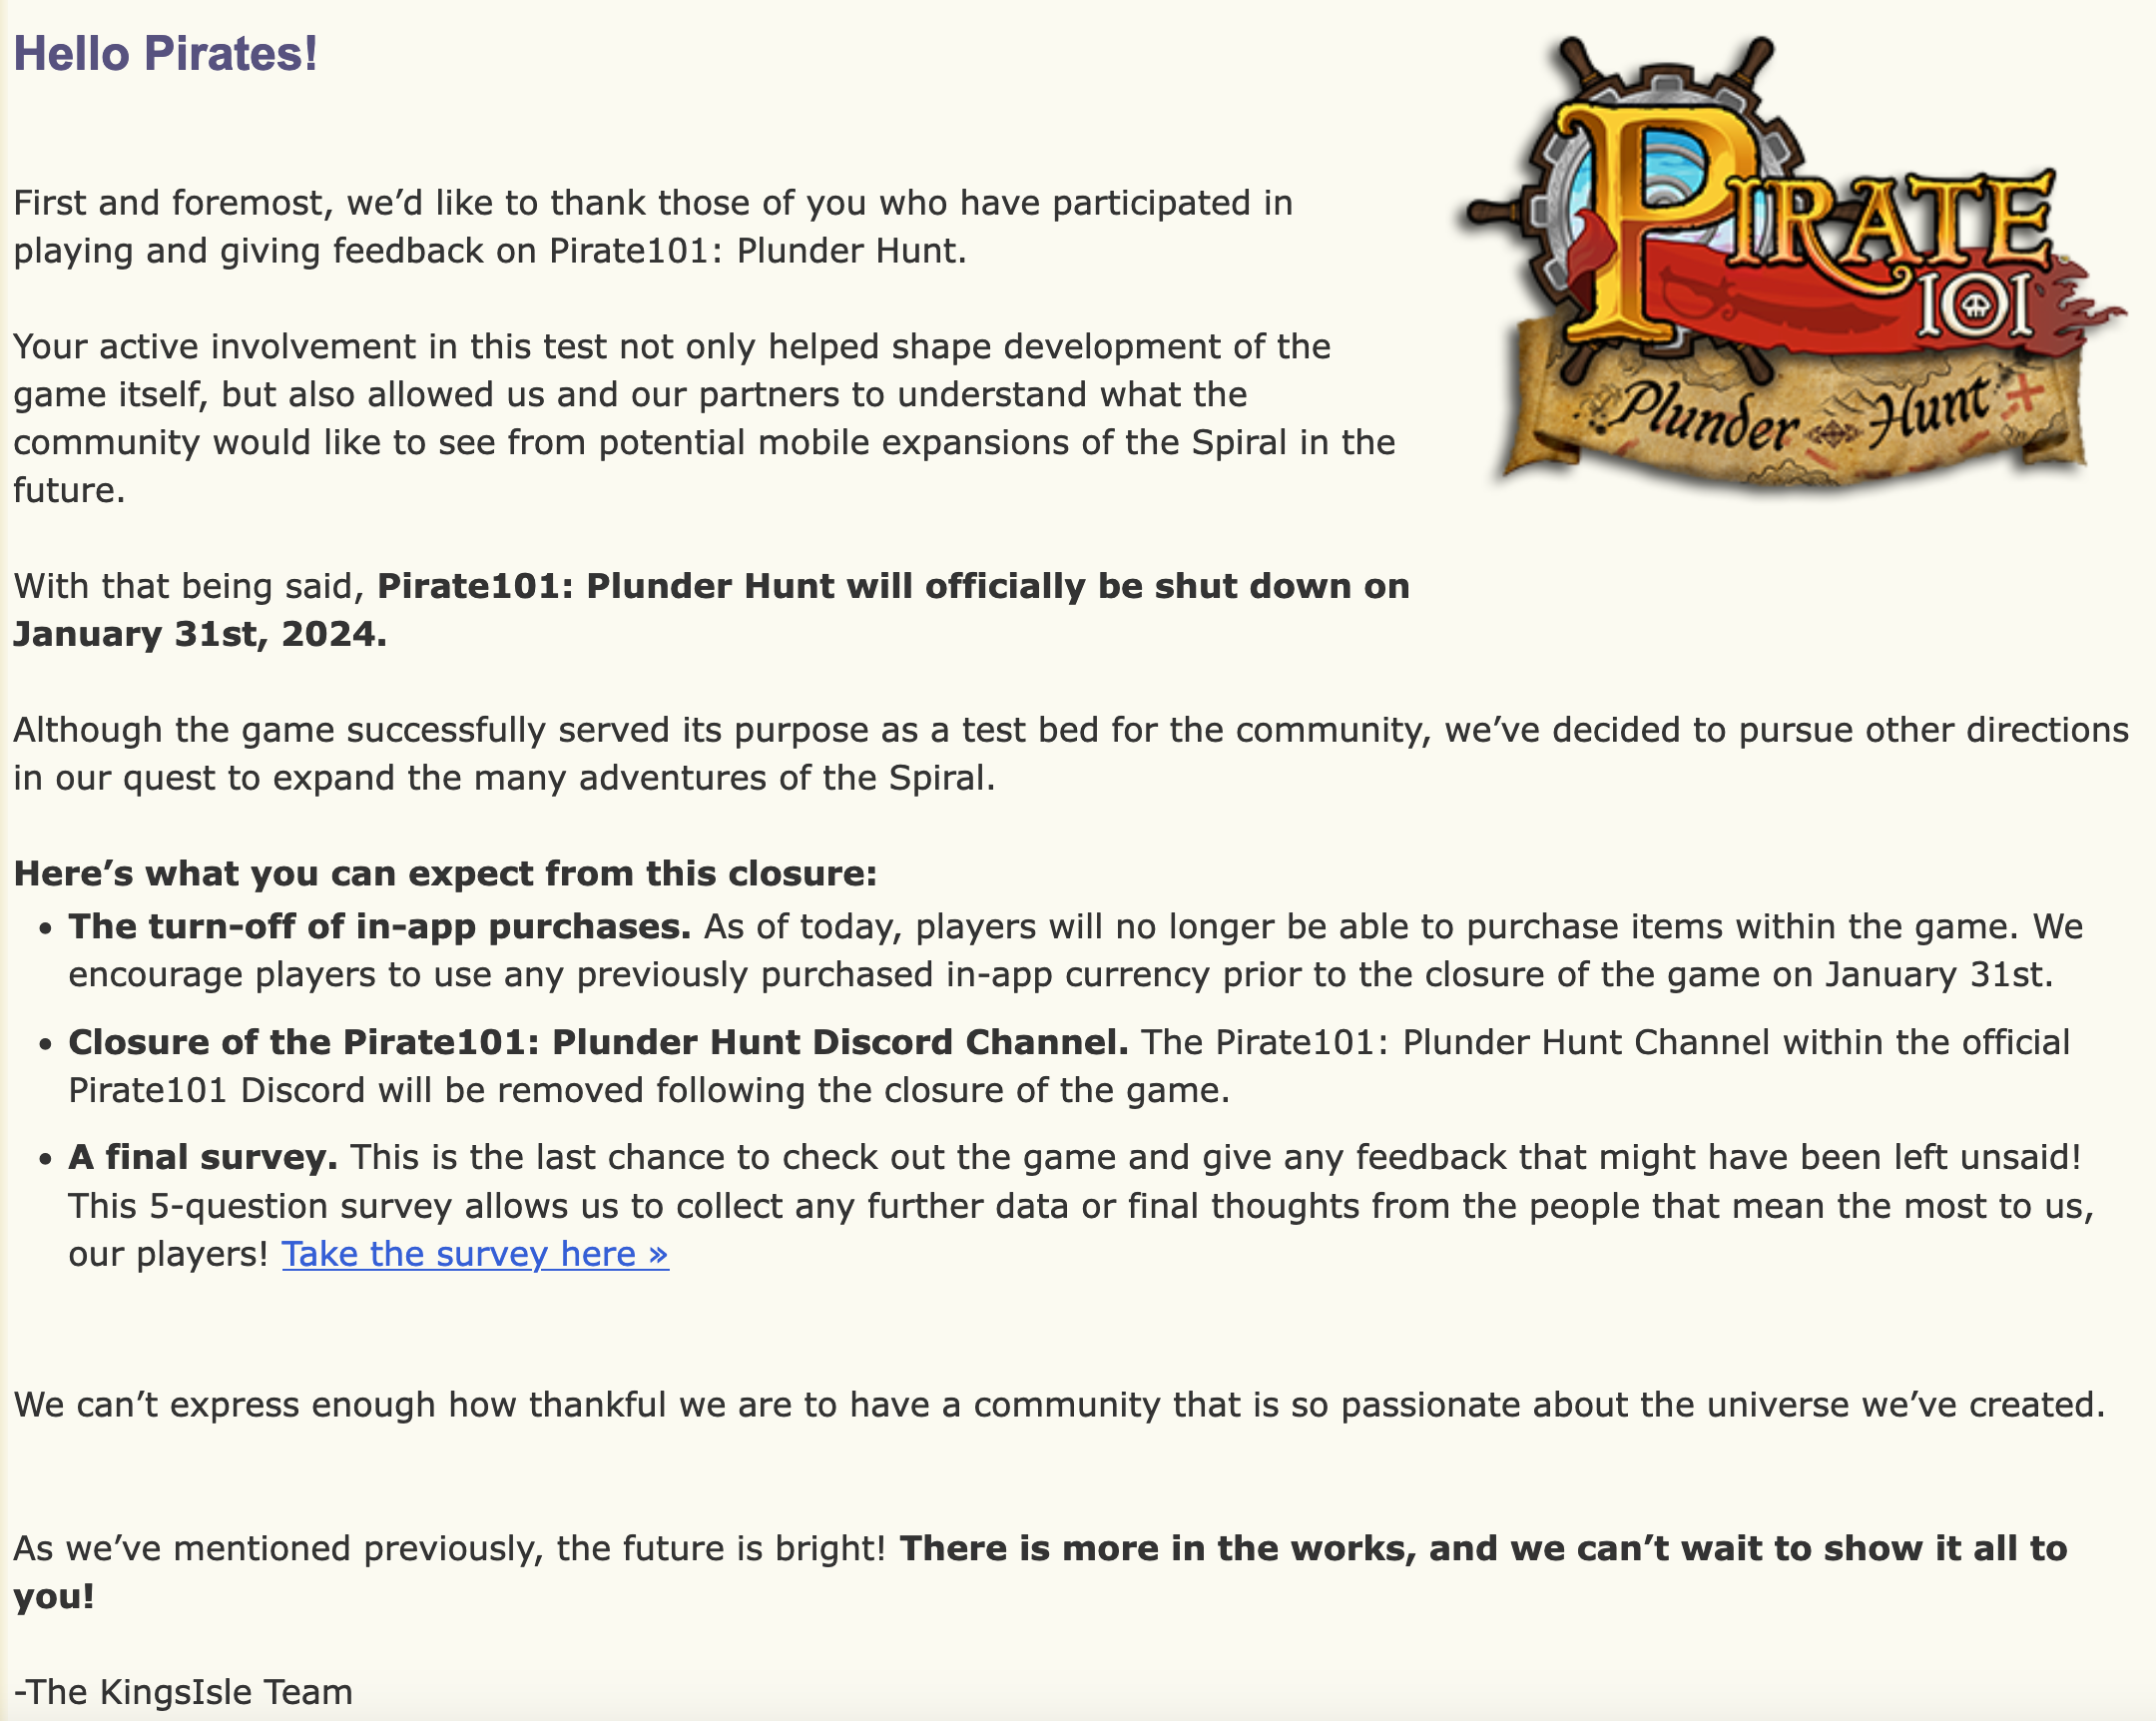 Hello Pirates!
PIRATE
101
Plunder Hunt
First and foremost, we’d like to thank those of you who have participated in
playing and giving feedback on Pirate101: Plunder Hunt.
Your active involvement in this test not only helped shape development of the
game itself, but also allowed us and our partners to understand what the
community would like to see from potential mobile expansions of the Spiral in the
future.
With that being said, Pirate101: Plunder Hunt will officially be shut down on
January 31st, 2024.
Although the game successfully served its purpose as a test bed for the community, we’ve decided to pursue other directions
in our quest to expand the many adventures of the Spiral.
Here’s what you can expect from this closure:
• The turn-off of in-app purchases. As of today, players will no longer be able to purchase items within the game. We
encourage players to use any previously purchased in-app currency prior to the closure of the game on January 31st.
• Closure of the Pirate101: Plunder Hunt Discord Channel. The Pirate101: Plunder Hunt Channel within the official
Pirate101 Discord will be removed following the closure of the game.
• A final survey. This is the last chance to check out the game and give any feedback that might have been left unsaid!
This 5-question survey allows us to collect any further data or final thoughts from the people that mean the most to us,
our players! Take the survey here »
We can’t express enough how thankful we are to have a community that is so passionate about the universe we’ve created.
As we’ve mentioned previously, the future is bright! There is more in the works, and we can’t wait to show it all to
you!
-The KingsIsle Team